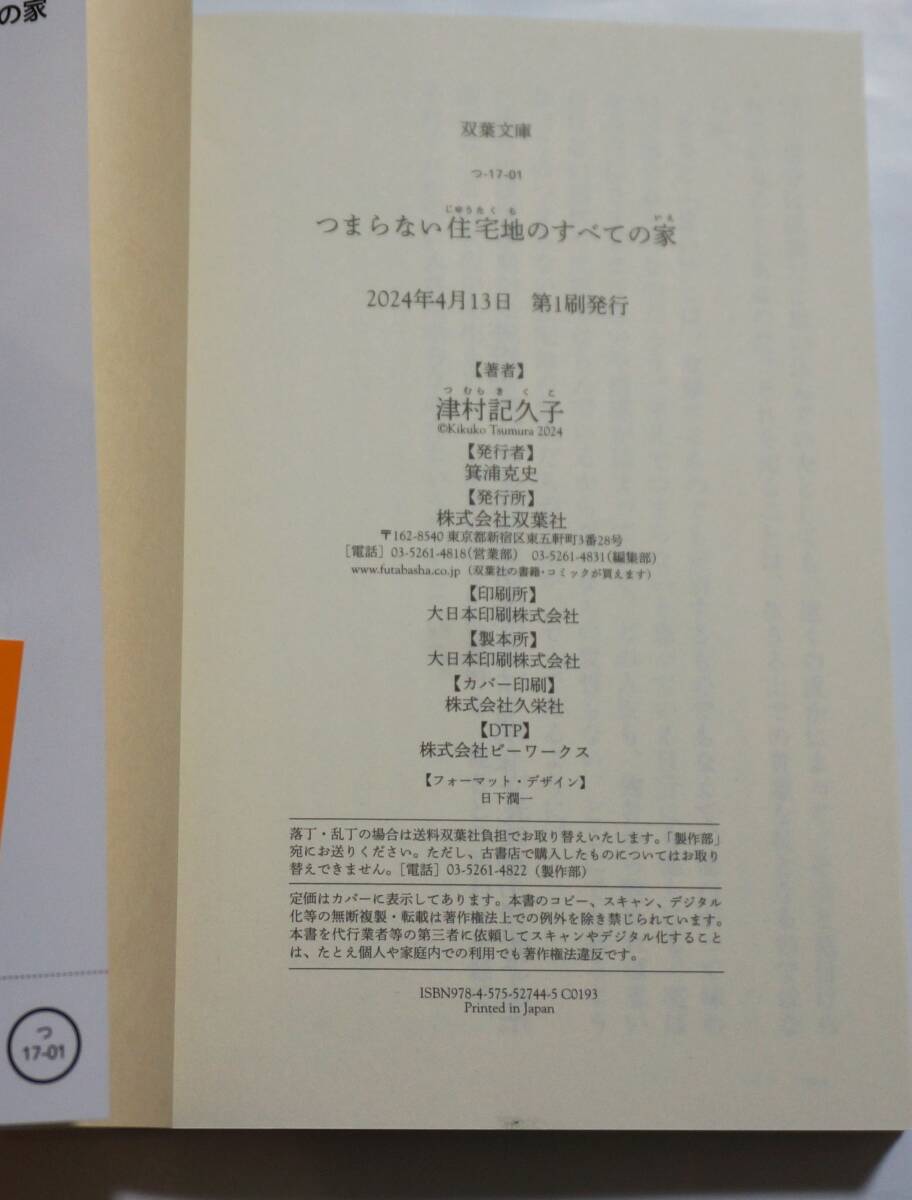 の家
双葉文庫
つ-17-01
じゅうたくち いえ
つまらない住宅地のすべての家
2024年4月13日 第1刷発行
【著者】
つむらきくこ
津村記久子
©Kikuko Tsumura 2024
【発行者】
箕浦克史
【発行所】
株式会社双葉社
〒162-8540 東京都新宿区東五軒町3番28号
［電話］03-5261-4818(営業部) 03-5261-4831(編集部)
www.futabasha.co.jp（双葉社の書籍・コミックが買えます）
【印刷所】
大日本印刷株式会社
【製本所】
大日本印刷株式会社
【カバー印刷】
株式会社久栄社
【DTP】
株式会社ビーワークス
【フォーマット・デザイン】
日下潤一
落丁・乱丁の場合は送料双葉社負担でお取り替えいたします。「製作部」
宛にお送りください。ただし、古書店で購入したものについてはお取り
替えできません。［電話］03-5261-4822（製作部）
定価はカバーに表示してあります。本書のコピー、スキャン、デジタル
化等の無断複製・転載は著作権法上での例外を除き禁じられています。
本書を代行業者等の第三者に依頼してスキャンやデジタル化すること
は、たとえ個人や家庭内での利用でも著作権法違反です。
ISBN978-4-575-52744-5 C0193
Printed in Japan
つ
17-01